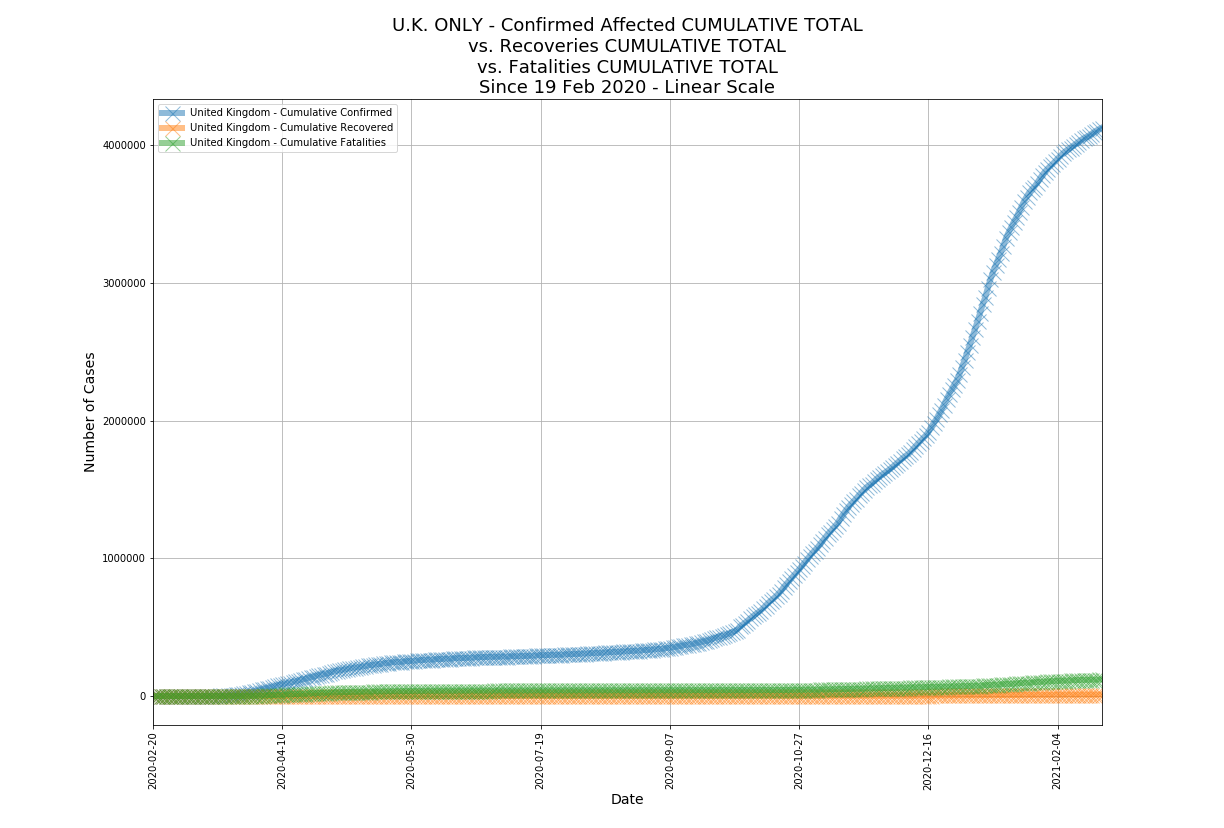 U.K. ONLY - Confirmed Affected CUMULATIVE TOTAL
vs. Recoveries CUMULATIVE TOTAL
vs. Fatalities CUMULATIVE TOTAL
Since 19 Feb 2020 - Linear Scale
United Kingdom - Cumulative Confirmed
United Kingdom - Cumulative Recovered
United Kingdom - Cumulative Fatalities
4000000
3000000
2000000
1000000
0
Number of Cases
2020-02-20
2020-04-10
2020-05-30
2020-07-19
2020-09-07
2020-10-27
2020-12-16
2021-02-04
Date